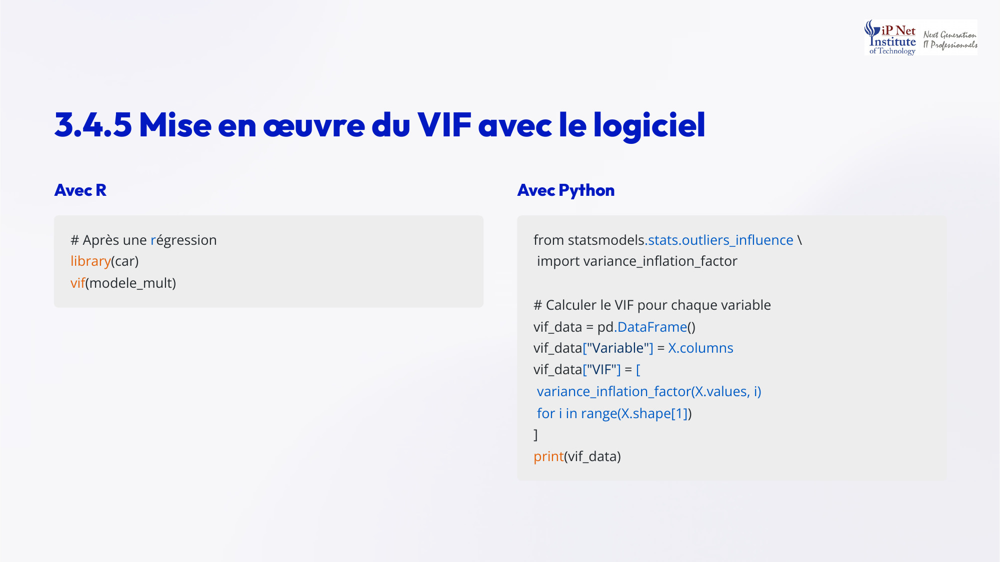 iP Net
Institute
of Technology
Next Generation
IT Professionnels
3.4.5 Mise en œuvre du VIF avec le logiciel
Avec R
# Après une régression
library(car)
vif(modele_mult)
Avec Python
from statsmodels.stats.outliers_influence \
import variance_inflation_factor
# Calculer le VIF pour chaque variable
vif_data = pd.DataFrame()
vif_data["Variable"] = X.columns
vif_data["VIF"] = [
variance_inflation_factor(X.values, i)
for i in range(X.shape[1])
]
print(vif_data)